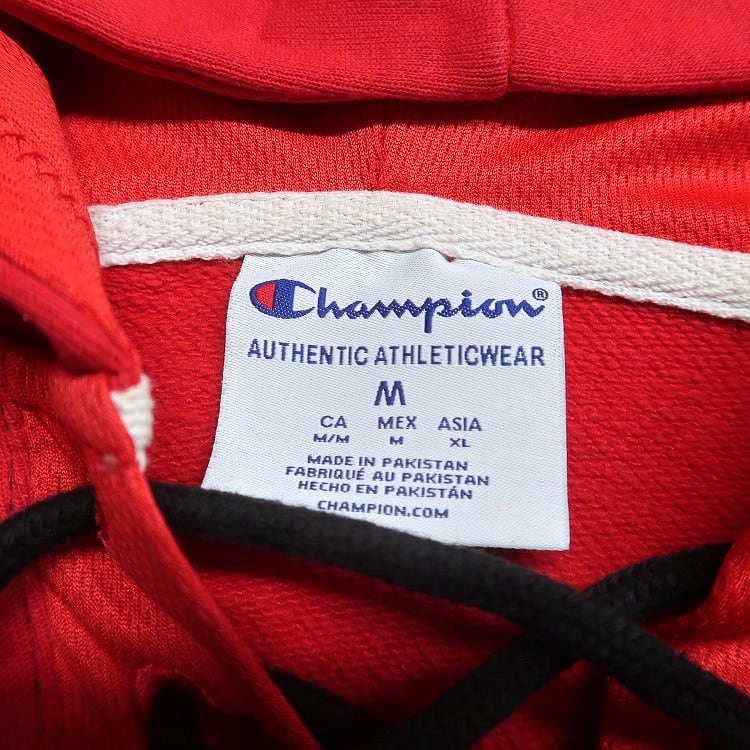 Champion®
AUTHENTIC ATHLETICWEAR
M
CA MEX ASIA
M/M M XL
MADE IN PAKISTAN
FABRIQUÉ AU PAKISTAN
HECHO EN PAKISTÁN
CHAMPION.COM